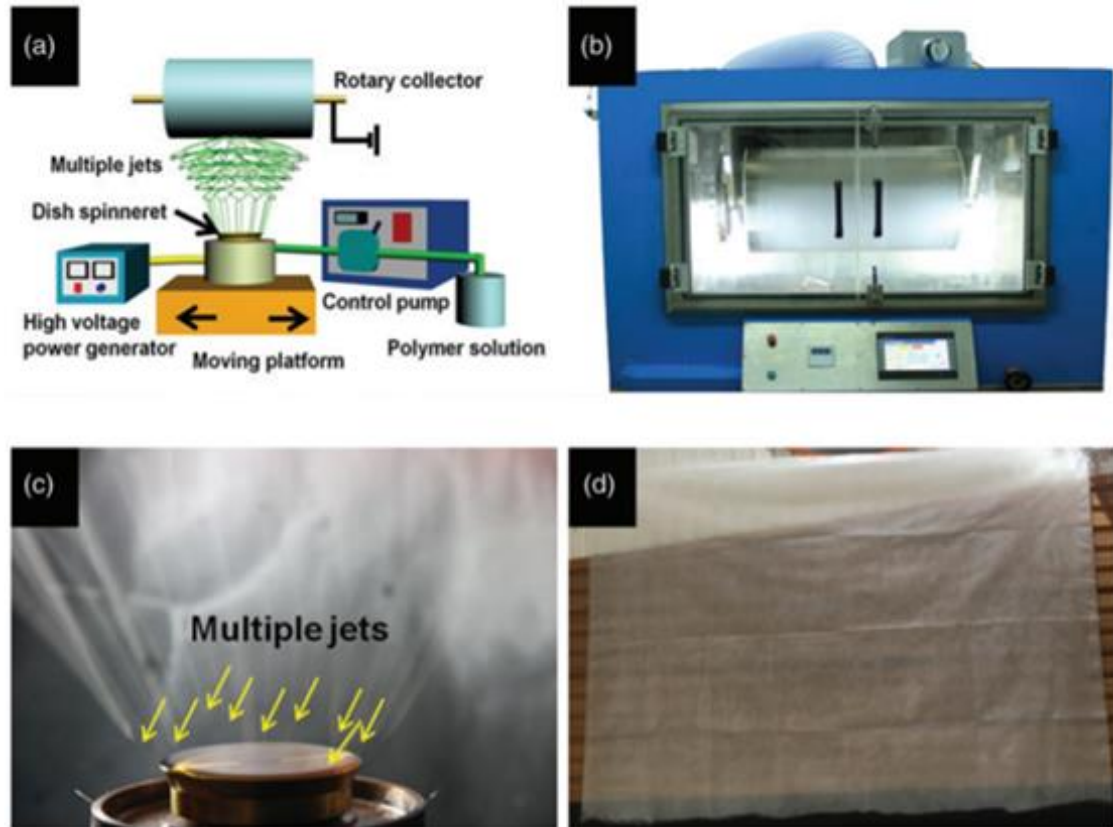 (a)
Rotary collector
Multiple jets
Dish spinneret
High voltage
power generator
Moving platform
Control pump
Polymer solution
(b)
(c)
Multiple jets
(d)